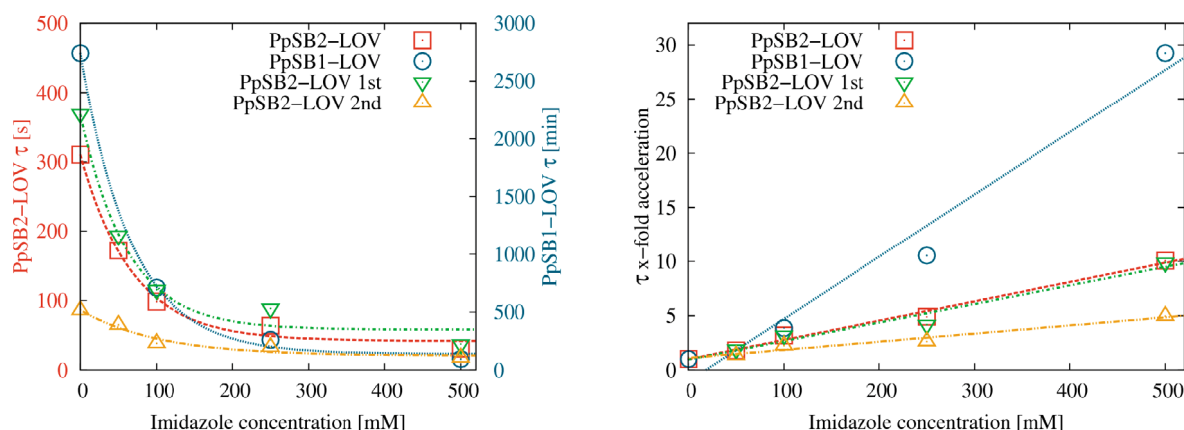 500
400
300
200
100
0
PpSB2−LOV τ [s]
PpSB2−LOV
PpSB1−LOV
PpSB2−LOV 1st
PpSB2−LOV 2nd
3000
2500
2000
1500
1000
500
0
PpSB1−LOV τ [min]
0 100 200 300 400 500
Imidazole concentration [mM]
30
25
20
15
10
5
0
τ x−fold acceleration
PpSB2−LOV
PpSB1−LOV
PpSB2−LOV 1st
PpSB2−LOV 2nd
0 100 200 300 400 500
Imidazole concentration [mM]